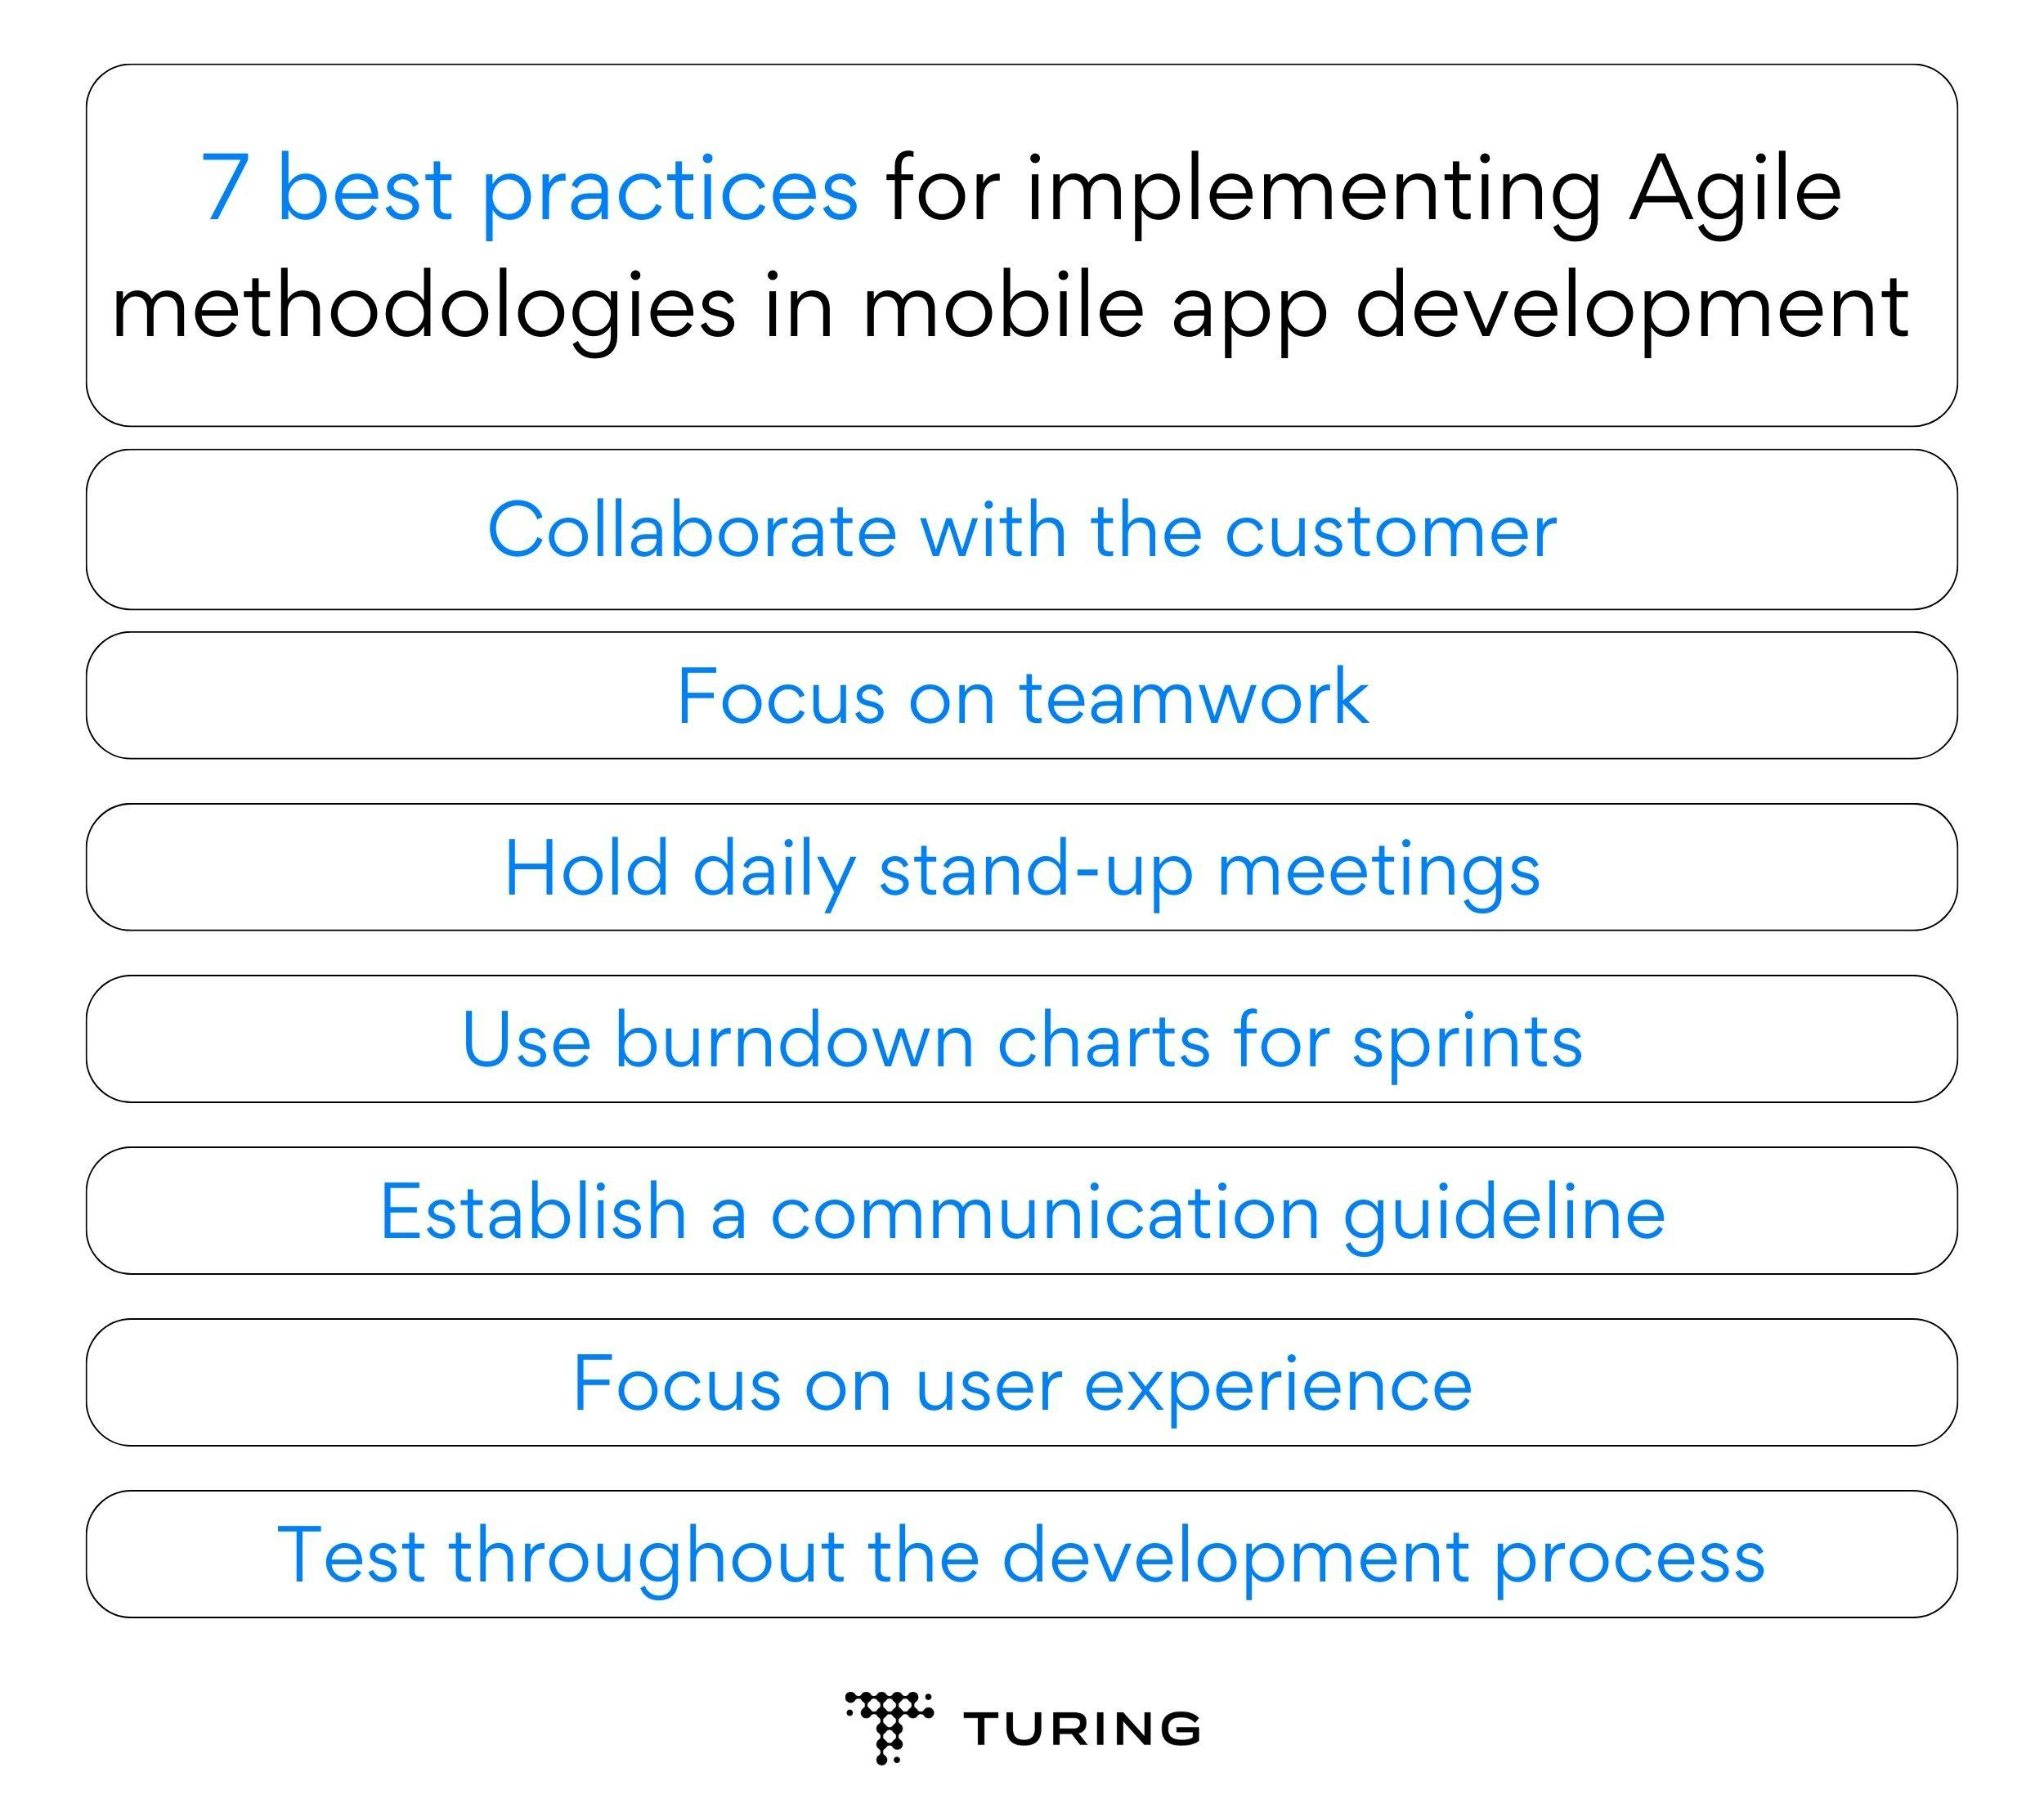 7 best practices for implementing Agile
methodologies in mobile app development
Collaborate with the customer
Focus on teamwork
Hold daily stand-up meetings
Use burndown charts for sprints
Establish a communication guideline
Focus on user experience
Test throughout the development process
TURING